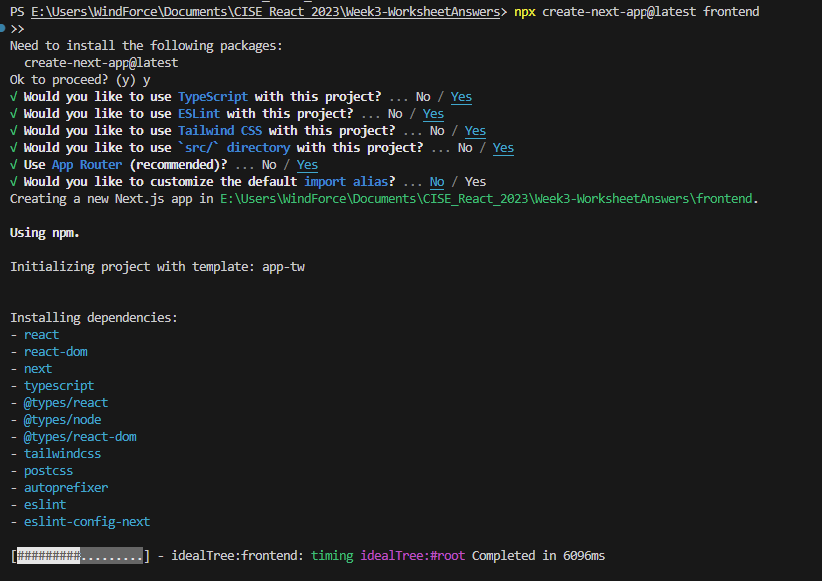 PS E:\Users\WindForce\Documents\CISE_React_2023\Week3-WorksheetAnswers> npx create-next-app@latest frontend
>>
Need to install the following packages:
  create-next-app@latest
Ok to proceed? (y) y
√ Would you like to use TypeScript with this project? ... No / Yes
√ Would you like to use ESLint with this project? ... No / Yes
√ Would you like to use Tailwind CSS with this project? ... No / Yes
√ Would you like to use `src/` directory with this project? ... No / Yes
√ Use App Router (recommended)? ... No / Yes
√ Would you like to customize the default import alias? ... No / Yes
Creating a new Next.js app in E:\Users\WindForce\Documents\CISE_React_2023\Week3-WorksheetAnswers\frontend.
Using npm.
Initializing project with template: app-tw
Installing dependencies:
- react
- react-dom
- next
- typescript
- @types/react
- @types/node
- @types/react-dom
- tailwindcss
- postcss
- autoprefixer
- eslint
- eslint-config-next
[#########.........] - idealTree:frontend: timing idealTree:#root Completed in 6096ms